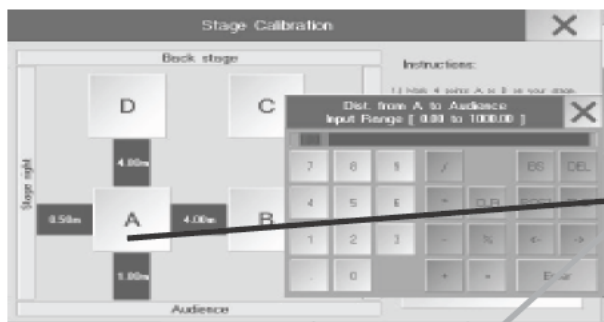 Stage Calibration
Back stage
Instructions:
D
C
Dist. from A to Audience
Input Range [ 0.00 to 1000.00 ]
4.00m
7 8 9 / BS DEL
Stage right
4 5 6 * CLR
0.50m A 4.00m B
1 2 3 - % <- ->
1.00m
. 0 + = Enter
Audience